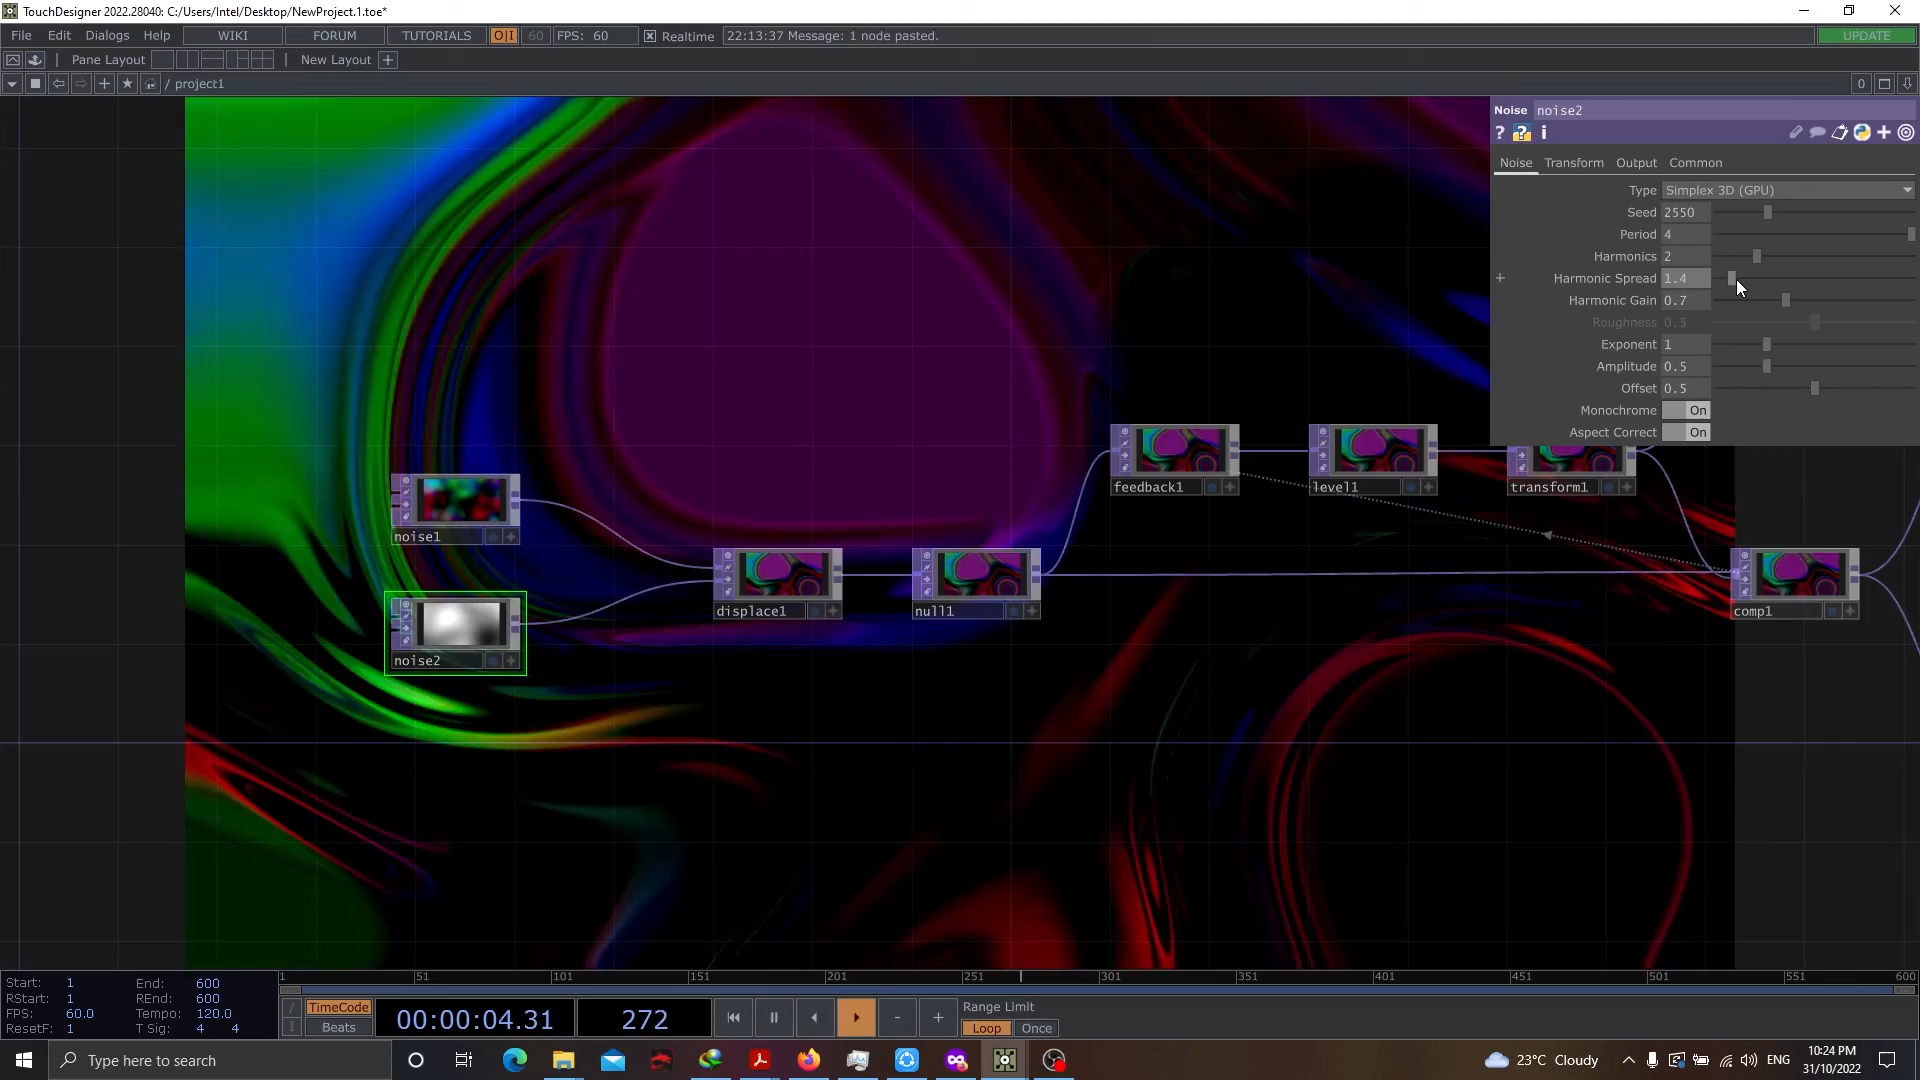 TouchDesigner 2022.28040: C:/Users/Intel/Desktop/NewProject.1.toe*
File Edit Dialogs Help WIKI FORUM TUTORIALS O|I 60 FPS: 60 Realtime 22:13:37 Message: 1 node pasted. UPDATE
Pane Layout New Layout +
/ project1 0
Noise noise2
? ? i
Noise Transform Output Common
Type Simplex 3D (GPU)
Seed 2550
Period 4
Harmonics 2
+ Harmonic Spread 1.4
Harmonic Gain 0.7
Roughness 0.5
Exponent 1
Amplitude 0.5
Offset 0.5
Monochrome On
Aspect Correct On
feedback1 level1 transform1
noise1
displace1 null1 comp1
noise2
1 51 101 151 201 251 301 351 401 451 501 551 600
Start: 1 End: 600
RStart: 1 REnd: 600
FPS: 60.0 Tempo: 120.0
ResetF: 1 T Sig: 4 4
TimeCode
Beats
00:00:04.31 272
- +
Range Limit
Loop Once
Type here to search
23°C Cloudy ENG 10:24 PM
31/10/2022